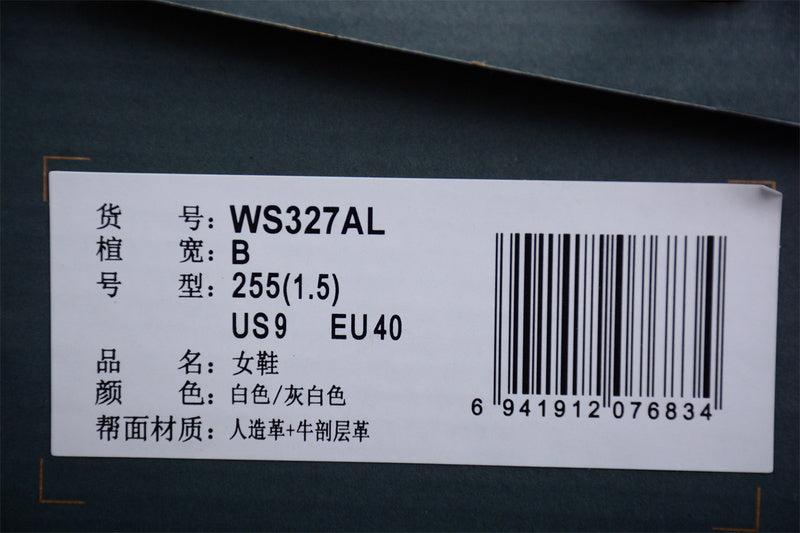 货 号：WS327AL
楦 宽：B
号 型：255(1.5)
US9 EU40
品 名：女鞋
颜 色：白色/灰白色
帮面材质：人造革+牛剖层革
6 941912 076834